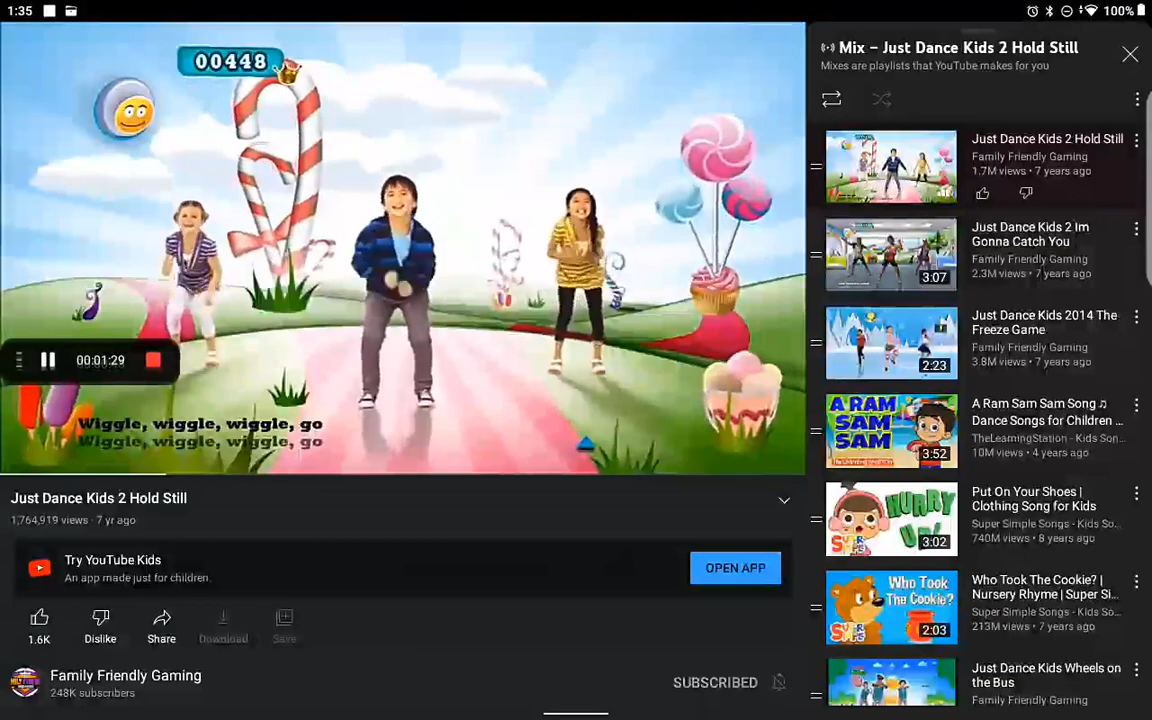 1:35
100%
00448
00:01:29
Wiggle, wiggle, wiggle, go
Wiggle, wiggle, wiggle, go
Just Dance Kids 2 Hold Still
1,764,919 views · 7 yr ago
Try YouTube Kids
An app made just for children.
OPEN APP
1.6K
Dislike
Share
Download
Save
Family Friendly Gaming
248K subscribers
SUBSCRIBED
Mix – Just Dance Kids 2 Hold Still
Mixes are playlists that YouTube makes for you
Just Dance Kids 2 Hold Still
Family Friendly Gaming
1.7M views · 7 years ago
3:07
Just Dance Kids 2 Im
Gonna Catch You
Family Friendly Gaming
2.3M views · 7 years ago
2:23
Just Dance Kids 2014 The
Freeze Game
Family Friendly Gaming
3.8M views · 7 years ago
A RAM
SAM
SAM
3:52
A Ram Sam Sam Song ♫
Dance Songs for Children ...
TheLearningStation - Kids Son...
10M views · 4 years ago
HURRY
UP!
3:02
Put On Your Shoes |
Clothing Song for Kids
Super Simple Songs - Kids So...
740M views · 8 years ago
WHO TOOK
THE COOKIE?
2:03
Who Took The Cookie? |
Nursery Rhyme | Super Si...
Super Simple Songs - Kids So...
213M views · 7 years ago
Just Dance Kids Wheels on
the Bus
Family Friendly Gaming